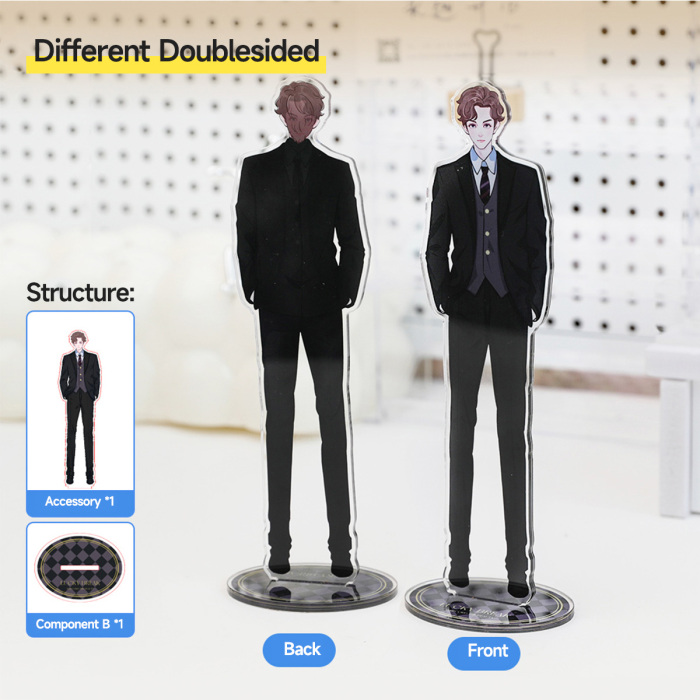 Different Doublesided
Structure:
Accessory *1
Component B *1
Back
Front